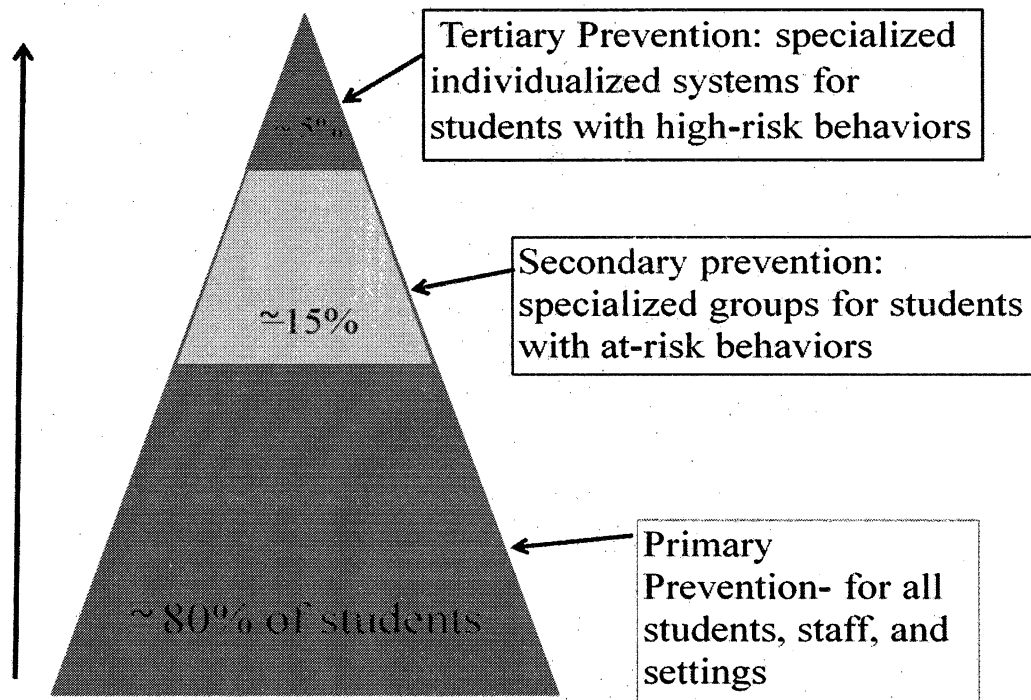 Tertiary Prevention: specialized
individualized systems for
students with high-risk behaviors
~ 5%
Secondary prevention:
specialized groups for students
with at-risk behaviors
~15%
Primary
Prevention- for all
students, staff, and
settings
~80% of students